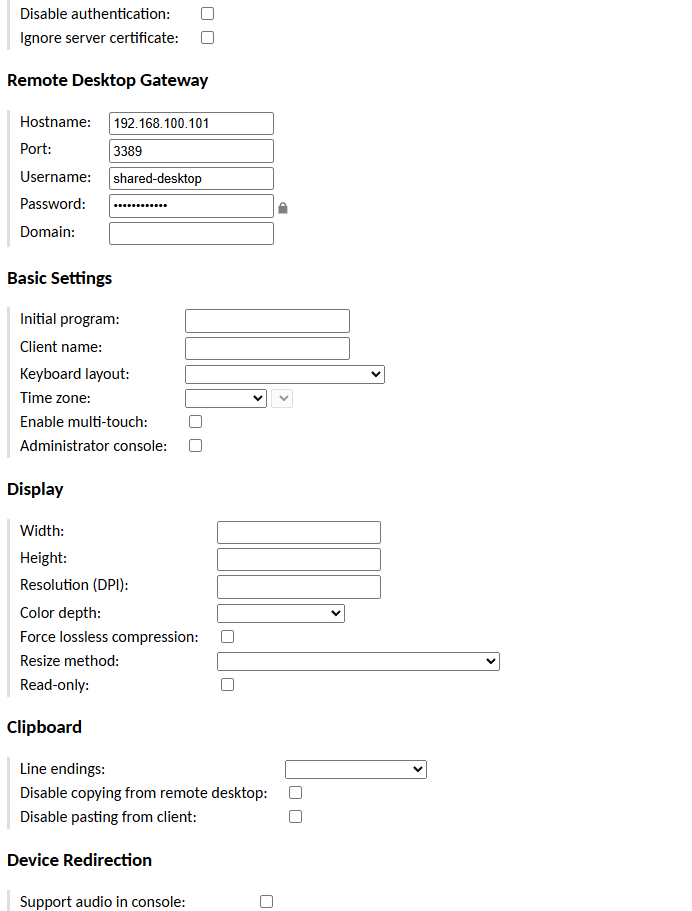 Disable authentication:
Ignore server certificate:
Remote Desktop Gateway
Hostname: 192.168.100.101
Port: 3389
Username: shared-desktop
Password: ••••••••••••
Domain:
Basic Settings
Initial program:
Client name:
Keyboard layout:
Time zone:
Enable multi-touch:
Administrator console:
Display
Width:
Height:
Resolution (DPI):
Color depth:
Force lossless compression:
Resize method:
Read-only:
Clipboard
Line endings:
Disable copying from remote desktop:
Disable pasting from client:
Device Redirection
Support audio in console: